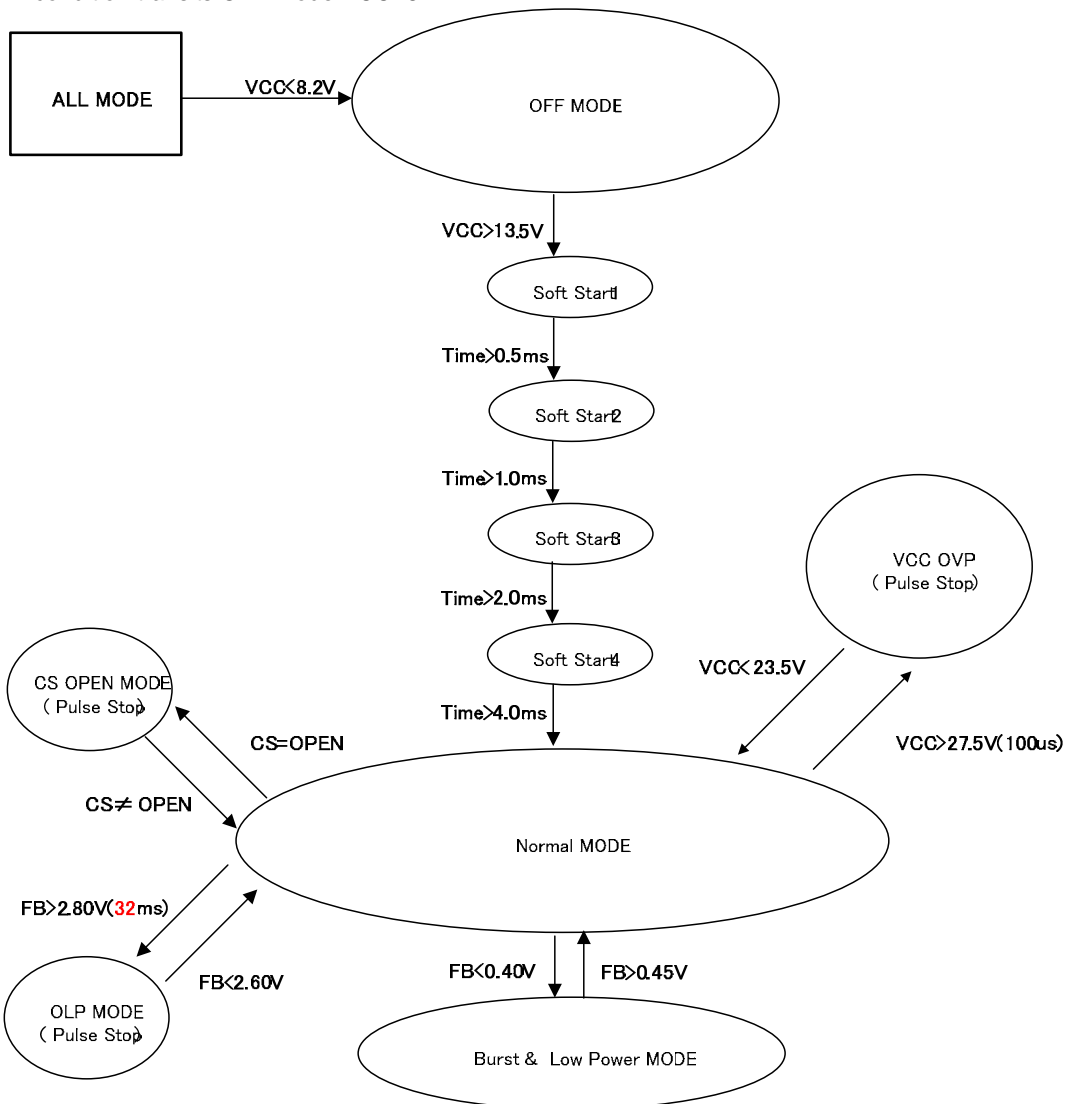 ALL MODE
VCC<8.2V
OFF MODE
VCC>13.5V
Soft Start1
Time>0.5ms
Soft Start2
Time>1.0ms
Soft Start3
Time>2.0ms
Soft Start4
Time>4.0ms
VCC OVP
( Pulse Stop)
VCC< 23.5V
VCC>27.5V(100us)
CS OPEN MODE
( Pulse Stop)
CS=OPEN
CS≠ OPEN
Normal MODE
FB>2.80V(32ms)
FB<2.60V
OLP MODE
( Pulse Stop)
FB<0.40V
FB>0.45V
Burst & Low Power MODE